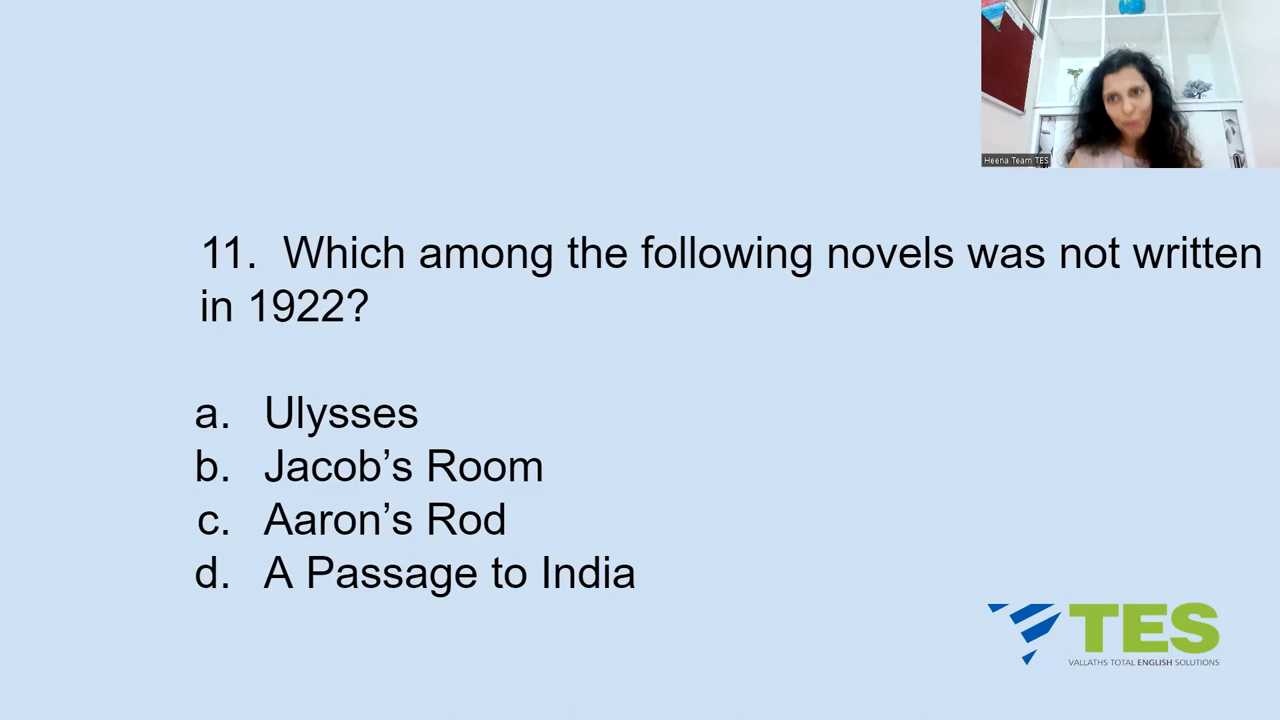 Heena Team TES
11. Which among the following novels was not written
in 1922?
a. Ulysses
b. Jacob’s Room
c. Aaron’s Rod
d. A Passage to India
TES
VALLATHS TOTAL ENGLISH SOLUTIONS